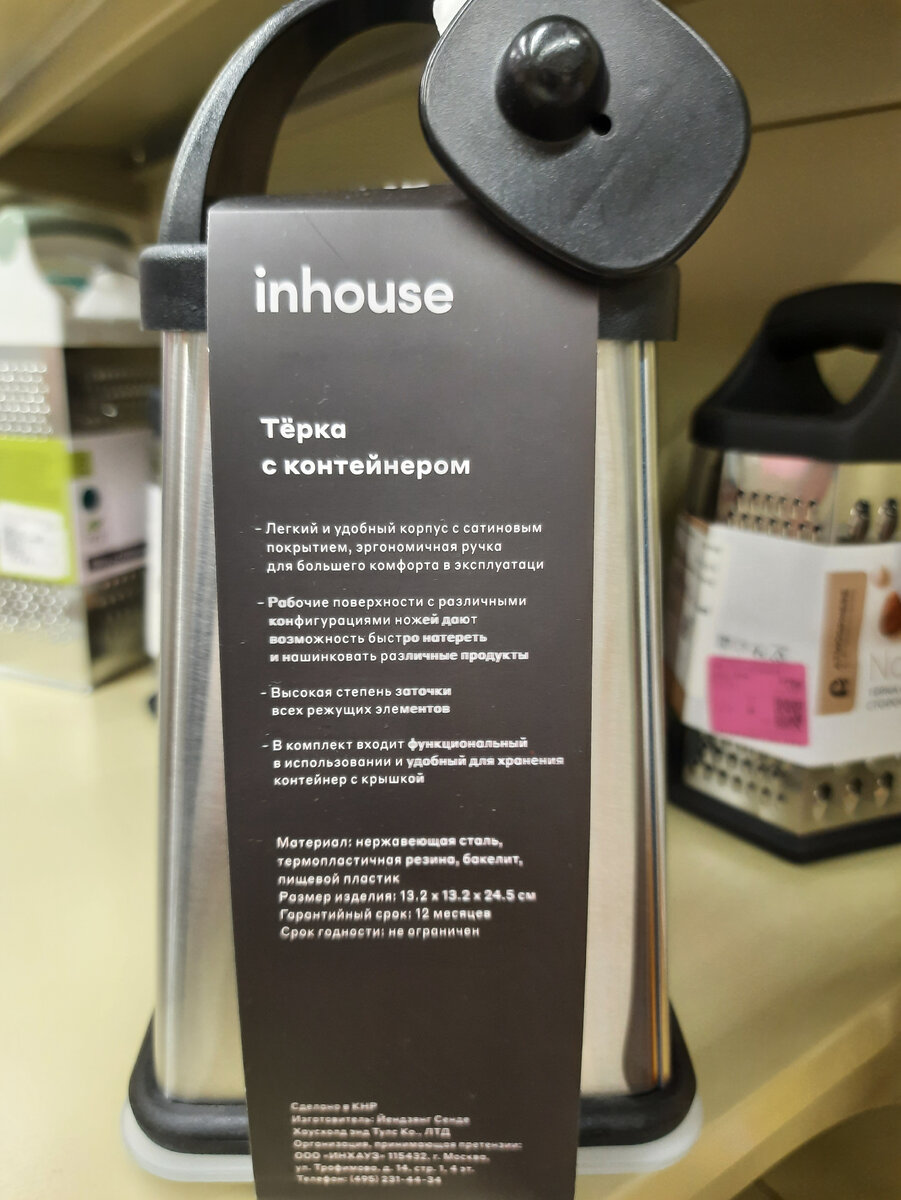 inhouse
Тёрка
с контейнером
- Легкий и удобный корпус с сатиновым
покрытием, эргономичная ручка
для большего комфорта в эксплуатаци
- Рабочие поверхности с различными
конфигурациями ножей дают
возможность быстро натереть
и нашинковать различные продукты
- Высокая степень заточки
всех режущих элементов
- В комплект входит функциональный
в использовании и удобный для хранения
контейнер с крышкой
Материал: нержавеющая сталь,
термопластичная резина, бакелит,
пищевой пластик
Размер изделия: 13.2 x 13.2 x 24.5 см
Гарантийный срок: 12 месяцев
Срок годности: не ограничен
Сделано в КНР
Изготовитель: Йендзянг Сенде
Хоусхолд энд Тулс Ко., ЛТД
Организация, принимающая претензии:
ООО «ИНХАУЗ» 115432, г. Москва,
ул. Трофимова, д. 14, стр. 1, 4 эт.
Телефон: (495) 231-44-34